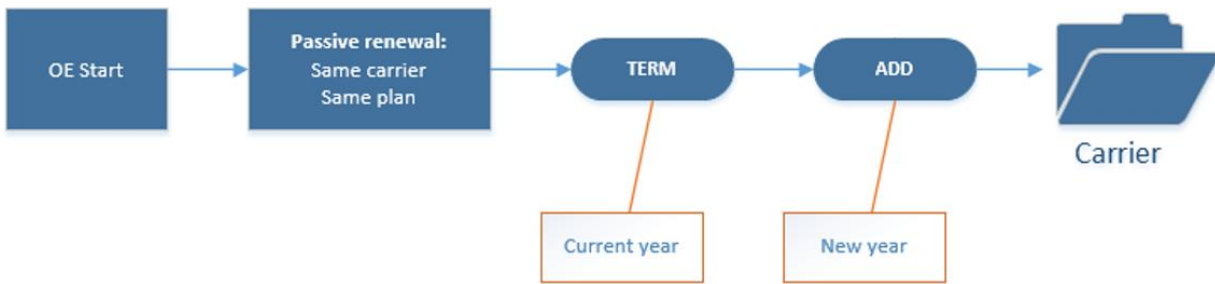 OE Start
Passive renewal:
Same carrier
Same plan
TERM
ADD
Carrier
Current year
New year